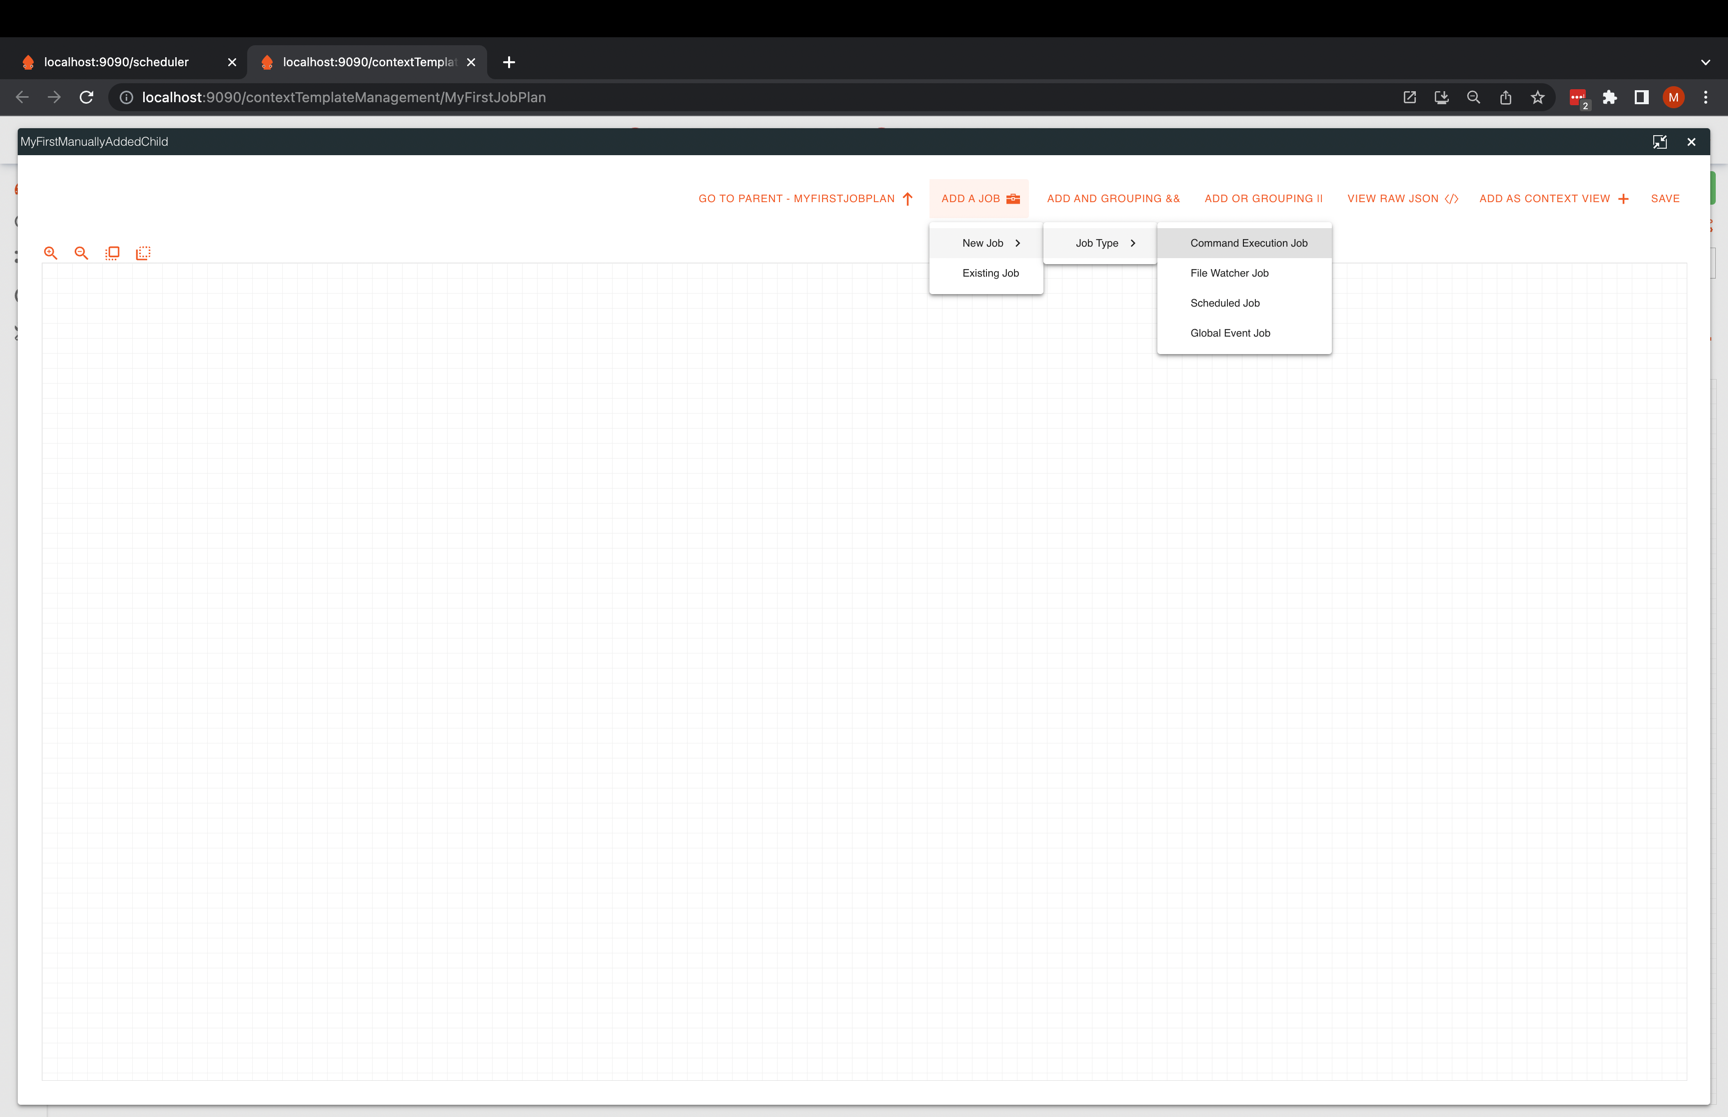 localhost:9090/scheduler
localhost:9090/contextTempla
localhost:9090/contextTemplateManagement/MyFirstJobPlan
2
M
MyFirstManuallyAddedChild
GO TO PARENT - MYFIRSTJOBPLAN
ADD A JOB
ADD AND GROUPING &&
ADD OR GROUPING ||
VIEW RAW JSON </>
ADD AS CONTEXT VIEW +
SAVE
New Job
Job Type
Command Execution Job
Existing Job
File Watcher Job
Scheduled Job
Global Event Job